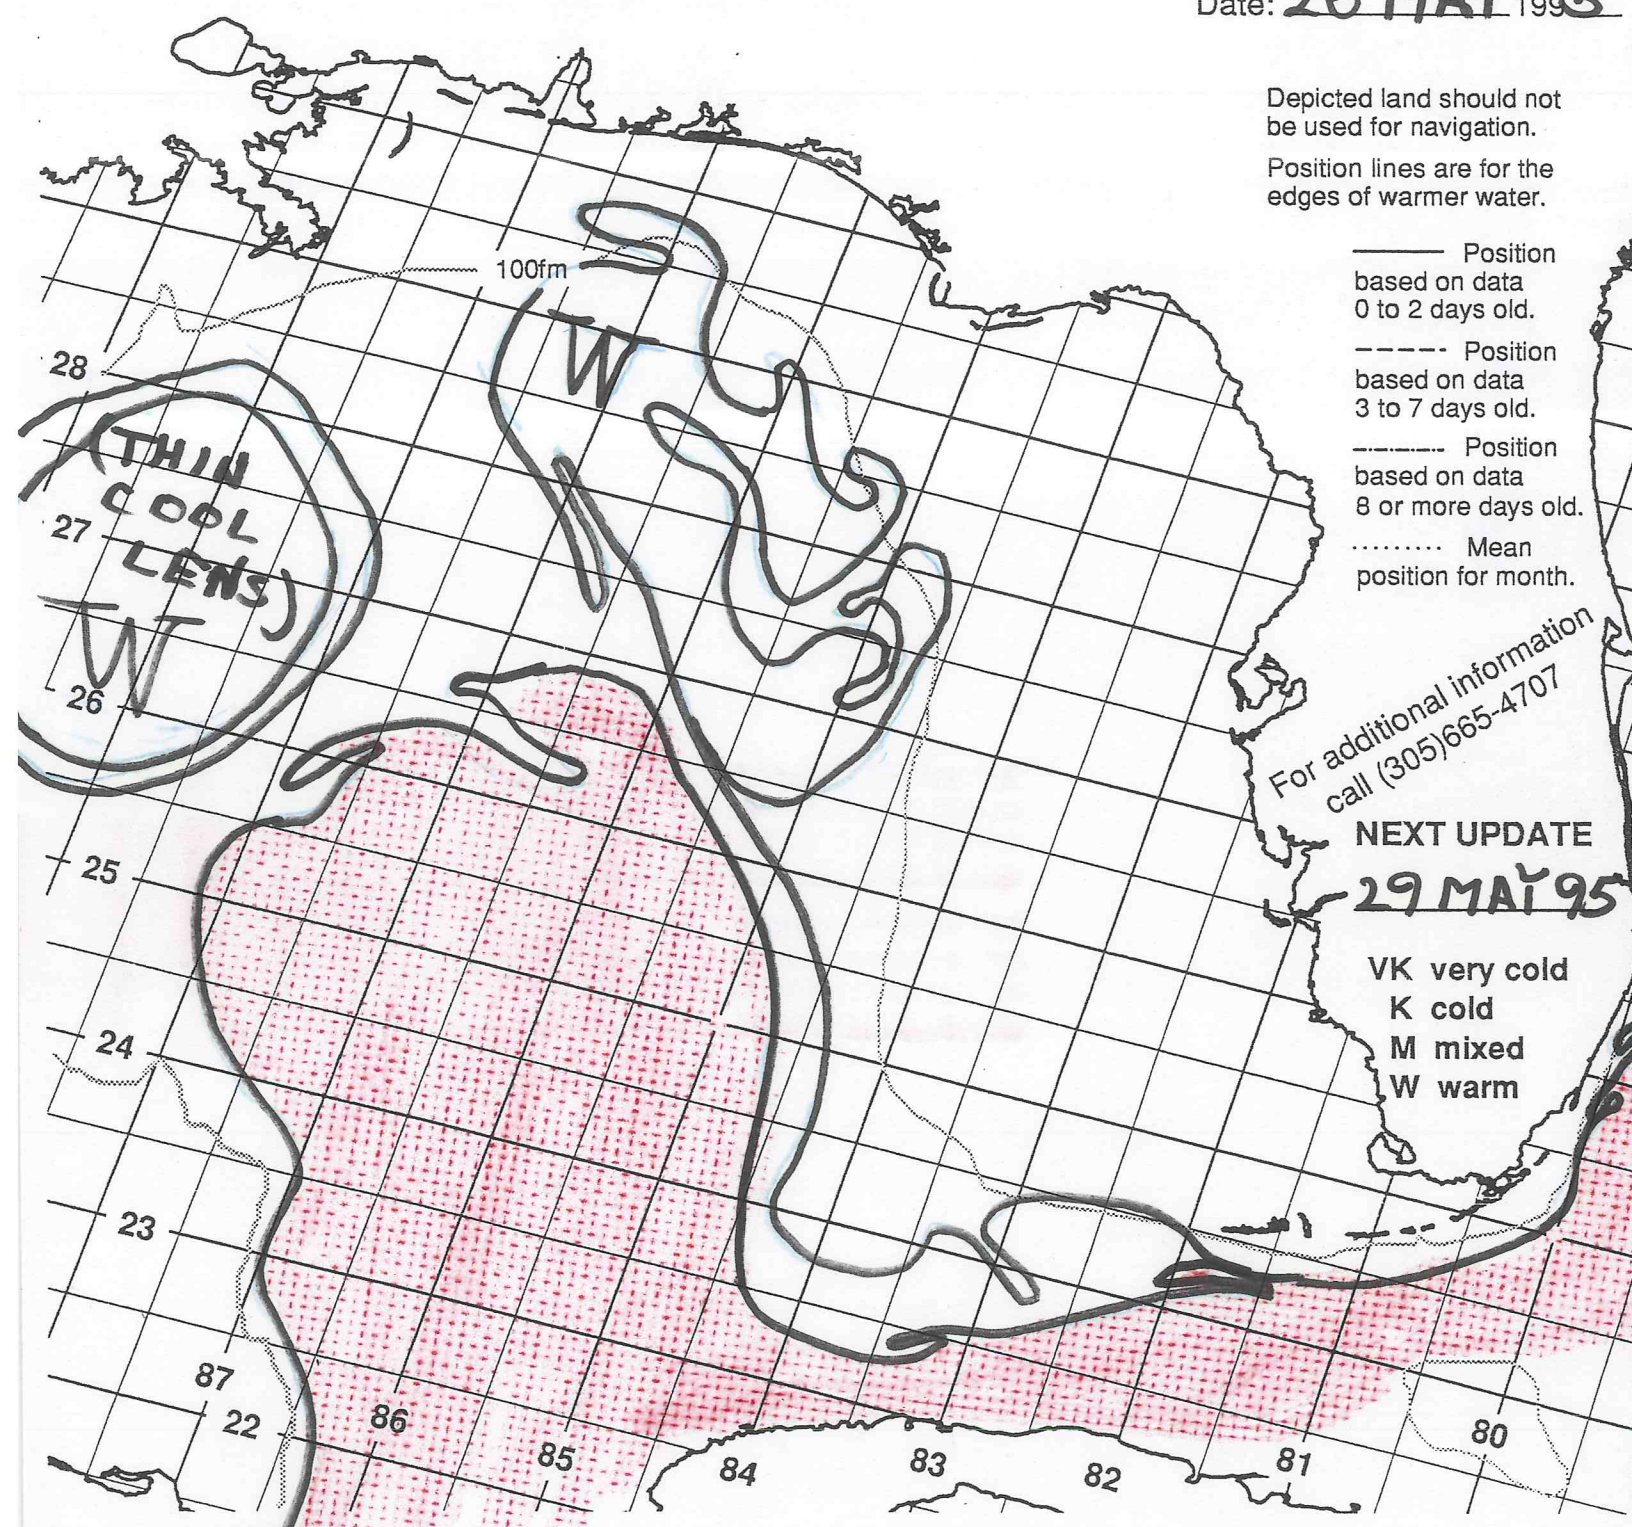 Date: 26 MAY 1995
Depicted land should not
be used for navigation.
Position lines are for the
edges of warmer water.
Position
based on data
0 to 2 days old.
Position
based on data
3 to 7 days old.
Position
based on data
8 or more days old.
Mean
position for month.
For additional information
call (305)665-4707
NEXT UPDATE
29 MAY 95
VK very cold
K cold
M mixed
W warm
100fm
W
28
(THIN
COOL
27
LENS)
W
26
25
24
23
87
22
86
85
84
83
82
81
80